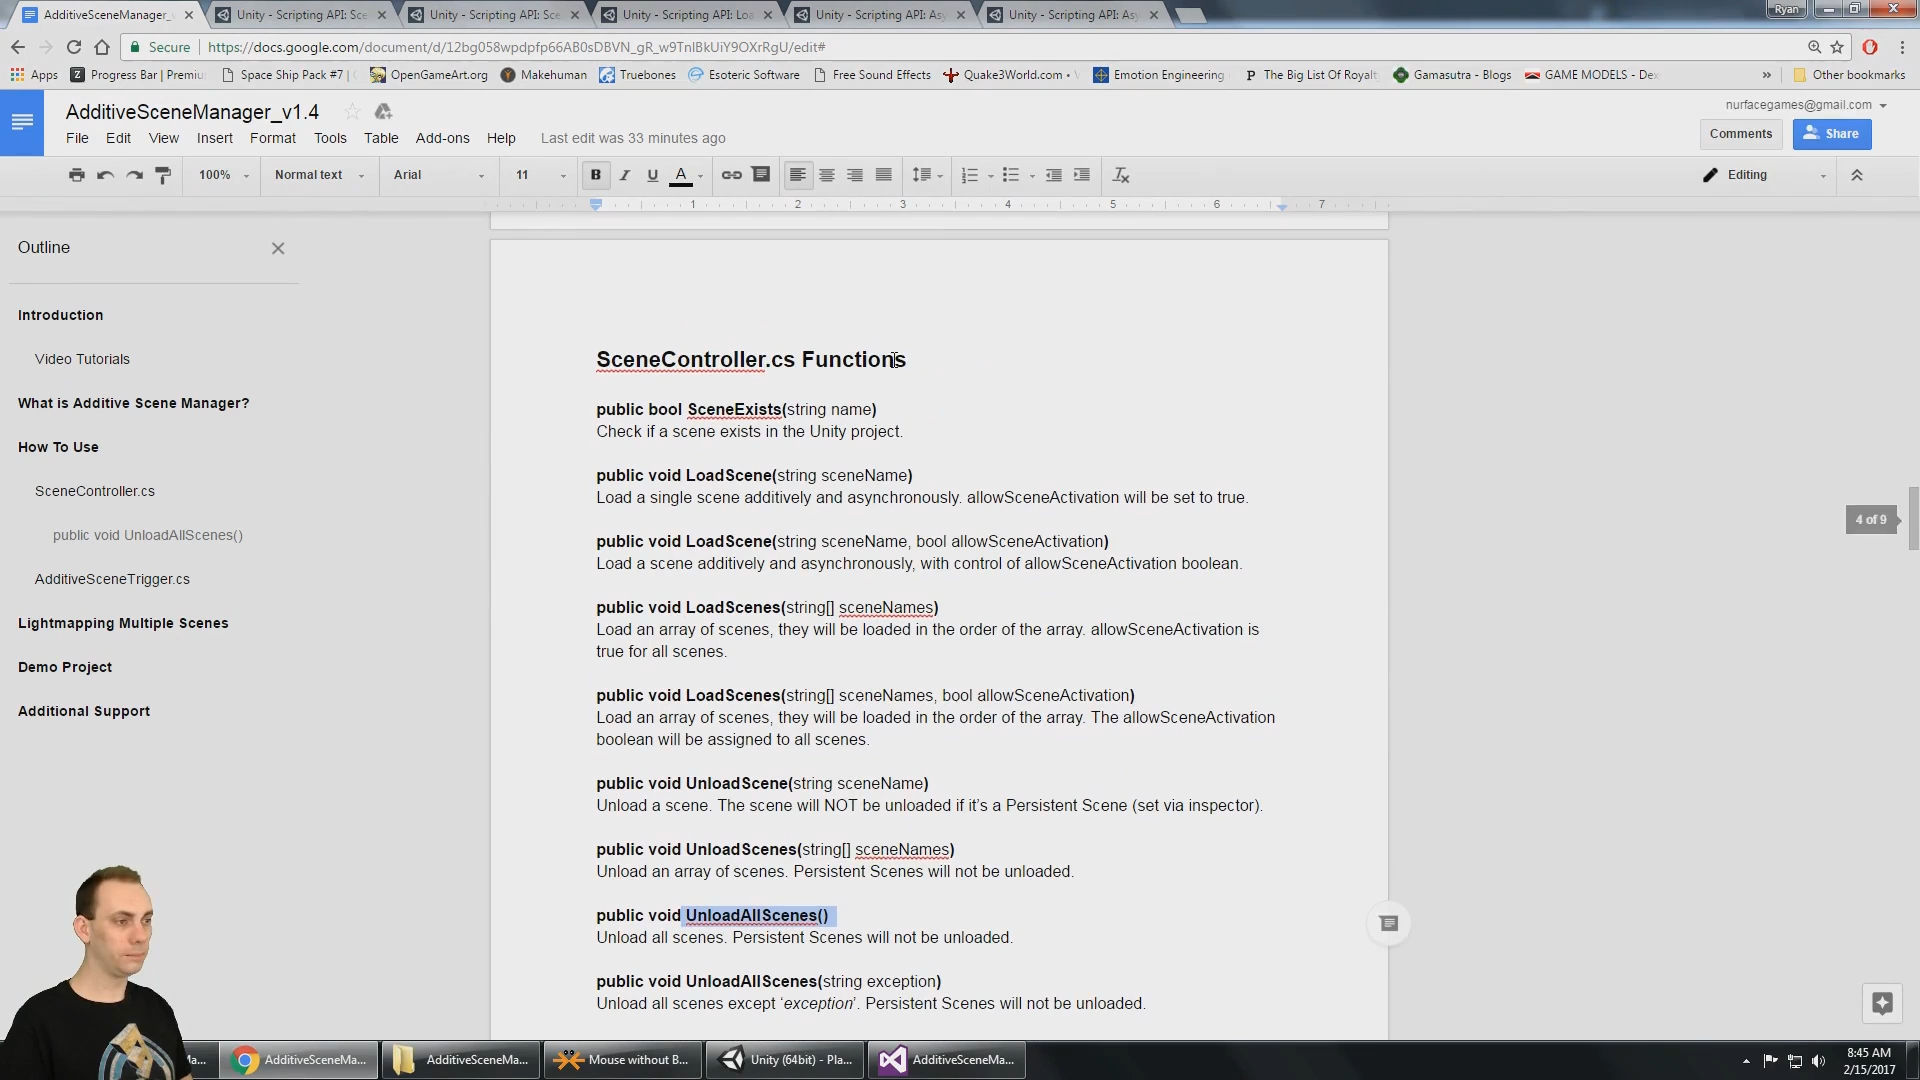 AdditiveSceneManager_
Unity - Scripting API: Sce
Unity - Scripting API: Sce
Unity - Scripting API: Loa
Unity - Scripting API: Asy
Unity - Scripting API: Asy
Ryan
Secure
https://docs.google.com/document/d/12bg058wpdpfp66AB0sDBVN_gR_w9TnIBkUiY9OXrRgU/edit#
Apps
Progress Bar | Premiu
Space Ship Pack #7 |
OpenGameArt.org
Makehuman
Truebones
Esoteric Software
Free Sound Effects
Quake3World.com •
Emotion Engineering
The Big List Of Royalt
Gamasutra - Blogs
GAME MODELS - Dex
Other bookmarks
AdditiveSceneManager_v1.4
nurfacegames@gmail.com
File Edit View Insert Format Tools Table Add-ons Help
Last edit was 33 minutes ago
Comments
Share
100%
Normal text
Arial
11
B I U A
Editing
1 2 3 4 5 6 7
Outline
Introduction
Video Tutorials
What is Additive Scene Manager?
How To Use
SceneController.cs
public void UnloadAllScenes()
AdditiveSceneTrigger.cs
Lightmapping Multiple Scenes
Demo Project
Additional Support
SceneController.cs Functions
public bool SceneExists(string name)
Check if a scene exists in the Unity project.
public void LoadScene(string sceneName)
Load a single scene additively and asynchronously. allowSceneActivation will be set to true.
public void LoadScene(string sceneName, bool allowSceneActivation)
Load a scene additively and asynchronously, with control of allowSceneActivation boolean.
public void LoadScenes(string[] sceneNames)
Load an array of scenes, they will be loaded in the order of the array. allowSceneActivation is
true for all scenes.
public void LoadScenes(string[] sceneNames, bool allowSceneActivation)
Load an array of scenes, they will be loaded in the order of the array. The allowSceneActivation
boolean will be assigned to all scenes.
public void UnloadScene(string sceneName)
Unload a scene. The scene will NOT be unloaded if it's a Persistent Scene (set via inspector).
public void UnloadScenes(string[] sceneNames)
Unload an array of scenes. Persistent Scenes will not be unloaded.
public void UnloadAllScenes()
Unload all scenes. Persistent Scenes will not be unloaded.
public void UnloadAllScenes(string exception)
Unload all scenes except ‘exception’. Persistent Scenes will not be unloaded.
4 of 9
Ma...
AdditiveSceneMa...
AdditiveSceneMa...
Mouse without B...
Unity (64bit) - Pla...
AdditiveSceneMa...
8:45 AM
2/15/2017